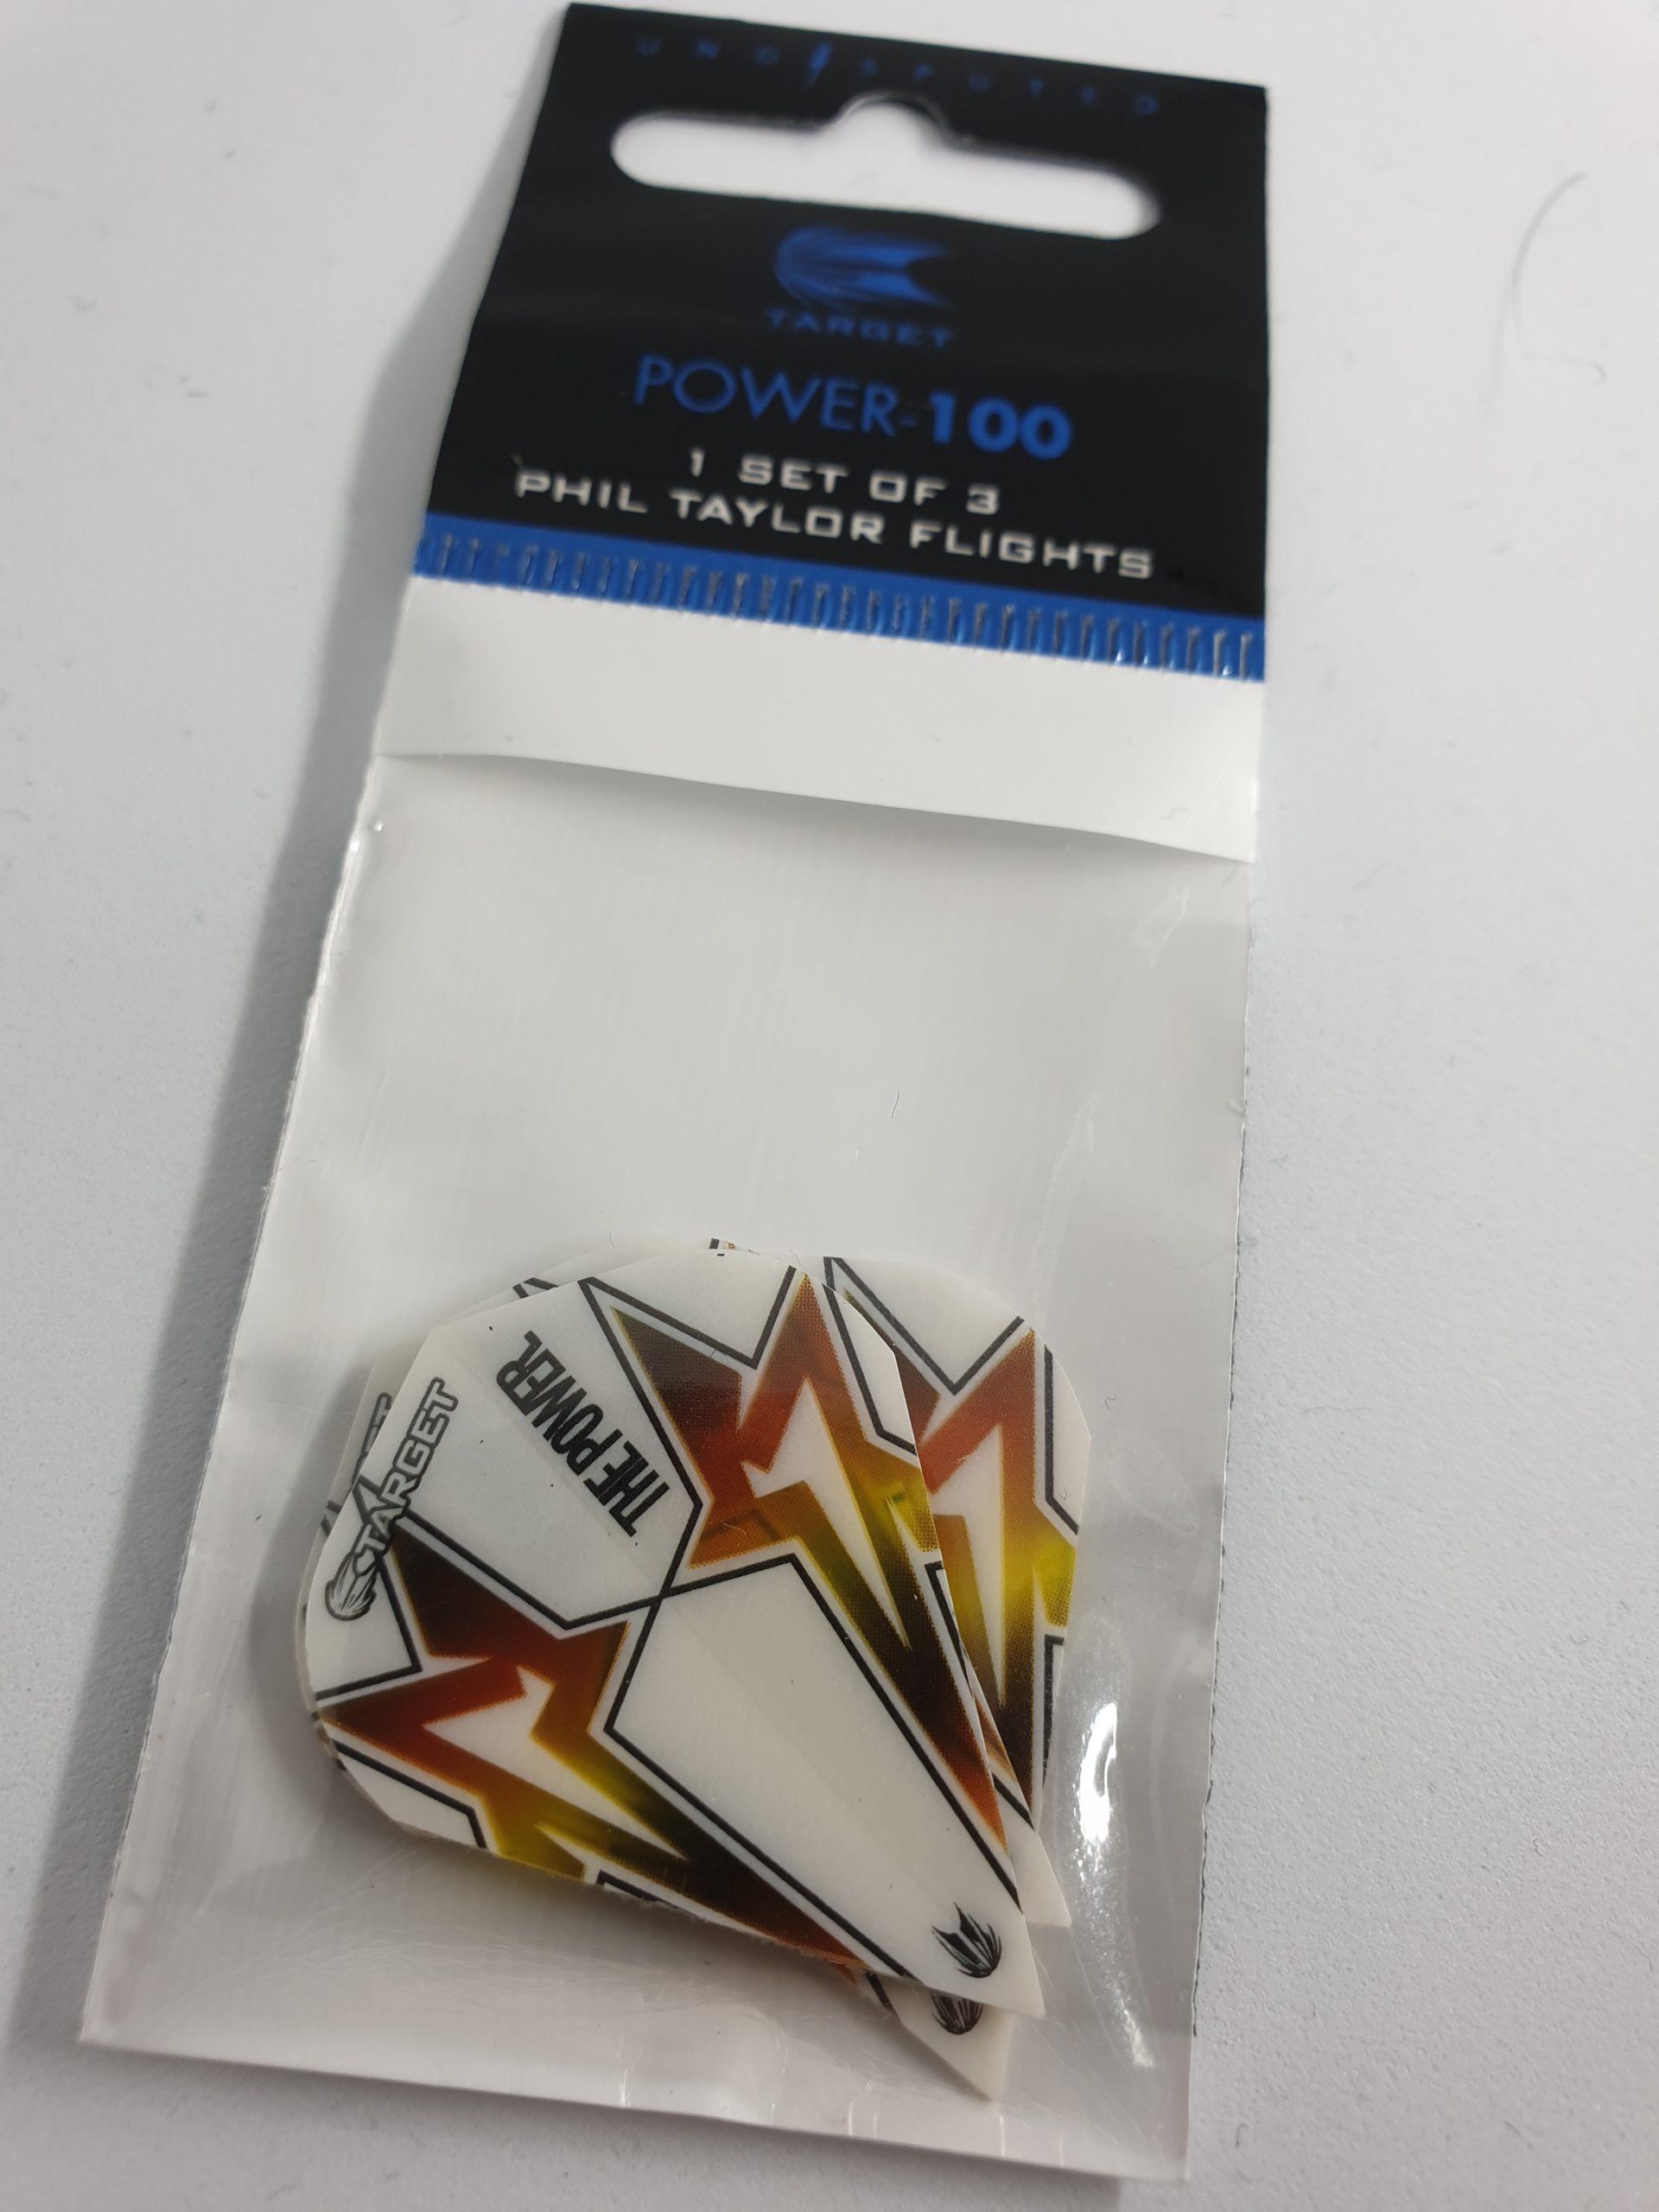 UNDISPUTED
TARGET
POWER-100
1 SET OF 3
PHIL TAYLOR FLIGHTS
THE POWER
TARGET